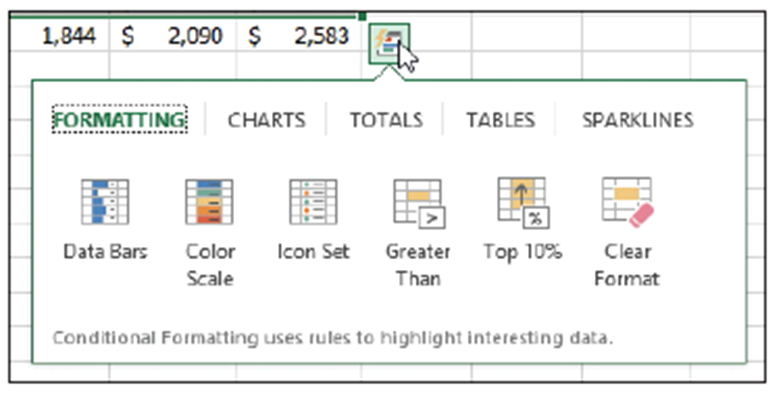 1,844 $ 2,090 $ 2,583
FORMATTING CHARTS TOTALS TABLES SPARKLINES
Data Bars Color Scale Icon Set Greater Than Top 10% Clear Format
Conditional Formatting uses rules to highlight interesting data.